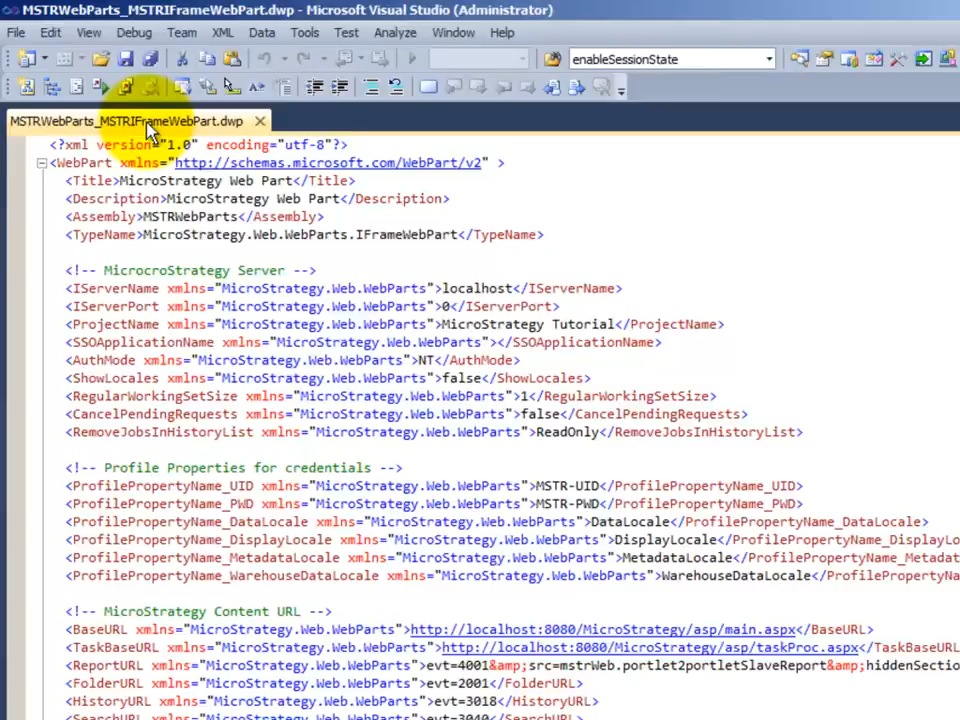 MSTRWebParts_MSTRIFrameWebPart.dwp - Microsoft Visual Studio (Administrator)
File Edit View Debug Team XML Data Tools Test Analyze Window Help
enableSessionState
MSTRWebParts_MSTRIFrameWebPart.dwp
<?xml version="1.0" encoding="utf-8"?>
<WebPart xmlns="http://schemas.microsoft.com/WebPart/v2" >
<Title>MicroStrategy Web Part</Title>
<Description>MicroStrategy Web Part</Description>
<Assembly>MSTRWebParts</Assembly>
<TypeName>MicroStrategy.Web.WebParts.IFrameWebPart</TypeName>
<!-- MicrocroStrategy Server -->
<IServerName xmlns="MicroStrategy.Web.WebParts">localhost</IServerName>
<IServerPort xmlns="MicroStrategy.Web.WebParts">0</IServerPort>
<ProjectName xmlns="MicroStrategy.Web.WebParts">MicroStrategy Tutorial</ProjectName>
<SSOApplicationName xmlns="MicroStrategy.Web.WebParts"></SSOApplicationName>
<AuthMode xmlns="MicroStrategy.Web.WebParts">NT</AuthMode>
<ShowLocales xmlns="MicroStrategy.Web.WebParts">false</ShowLocales>
<RegularWorkingSetSize xmlns="MicroStrategy.Web.WebParts">1</RegularWorkingSetSize>
<CancelPendingRequests xmlns="MicroStrategy.Web.WebParts">false</CancelPendingRequests>
<RemoveJobsInHistoryList xmlns="MicroStrategy.Web.WebParts">ReadOnly</RemoveJobsInHistoryList>
<!-- Profile Properties for credentials -->
<ProfilePropertyName_UID xmlns="MicroStrategy.Web.WebParts">MSTR-UID</ProfilePropertyName_UID>
<ProfilePropertyName_PWD xmlns="MicroStrategy.Web.WebParts">MSTR-PWD</ProfilePropertyName_PWD>
<ProfilePropertyName_DataLocale xmlns="MicroStrategy.Web.WebParts">DataLocale</ProfilePropertyName_DataLocale>
<ProfilePropertyName_DisplayLocale xmlns="MicroStrategy.Web.WebParts">DisplayLocale</ProfilePropertyName_DisplayLo
<ProfilePropertyName_MetadataLocale xmlns="MicroStrategy.Web.WebParts">MetadataLocale</ProfilePropertyName_Metadat
<ProfilePropertyName_WarehouseDataLocale xmlns="MicroStrategy.Web.WebParts">WarehouseDataLocale</ProfilePropertyNa
<!-- MicroStrategy Content URL -->
<BaseURL xmlns="MicroStrategy.Web.WebParts">http://localhost:8080/MicroStrategy/asp/main.aspx</BaseURL>
<TaskBaseURL xmlns="MicroStrategy.Web.WebParts">http://localhost:8080/MicroStrategy/asp/taskProc.aspx</TaskBaseURL
<ReportURL xmlns="MicroStrategy.Web.WebParts">evt=4001&amp;src=mstrWeb.portlet2portletSlaveReport&amp;hiddenSectio
<FolderURL xmlns="MicroStrategy.Web.WebParts">evt=2001</FolderURL>
<HistoryURL xmlns="MicroStrategy.Web.WebParts">evt=3018</HistoryURL>
<SearchURL xmlns="MicroStrategy.Web.WebParts">evt=3040</SearchURL>